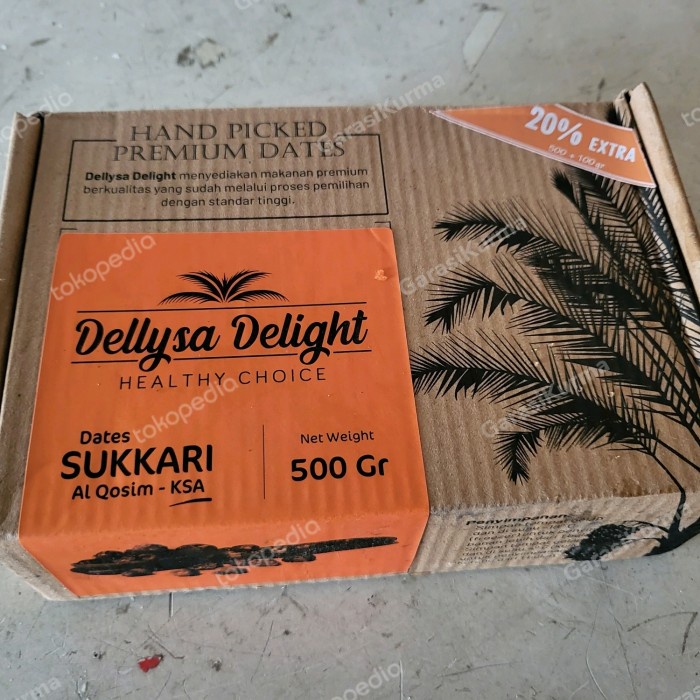 HAND PICKED
PREMIUM DATES
Dellysa Delight menyediakan makanan premium
berkualitas yang sudah melalui proses pemilihan
dengan standar tinggi.
20% EXTRA
500 + 100 gr
Dellysa Delight
HEALTHY CHOICE
Dates
SUKKARI
Al Qosim - KSA
Net Weight
500 Gr
Penyimpanan
tokopedia
GarasiKurma